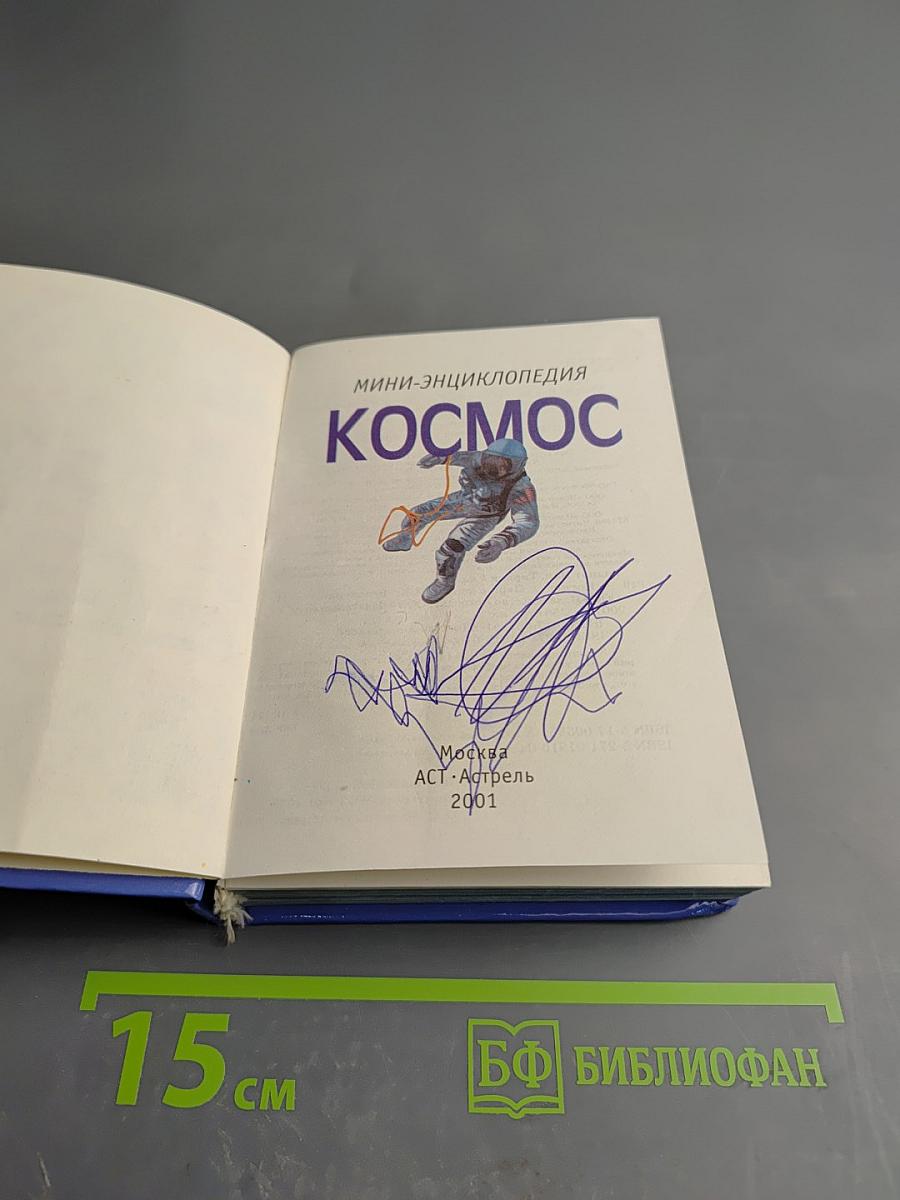 МИНИ-ЭНЦИКЛОПЕДИЯ
КОСМОС
Москва
АСТ·Астрель
2001
15 см
БФ БИБЛИОФАН